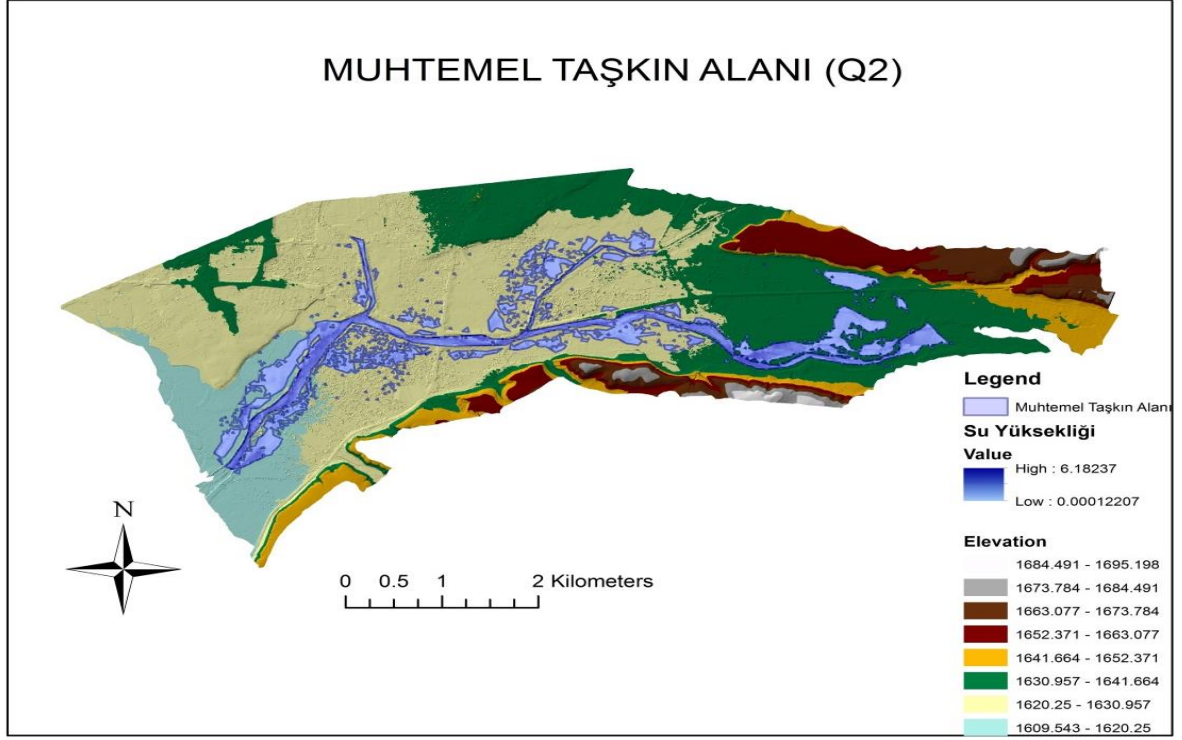 MUHTEMEL TAŞKIN ALANI (Q2)
N
0 0.5 1 2 Kilometers
Legend
Muhtemel Taşkın Alanı
Su Yüksekliği
Value
High : 6.18237
Low : 0.00012207
Elevation
1684.491 - 1695.198
1673.784 - 1684.491
1663.077 - 1673.784
1652.371 - 1663.077
1641.664 - 1652.371
1630.957 - 1641.664
1620.25 - 1630.957
1609.543 - 1620.25